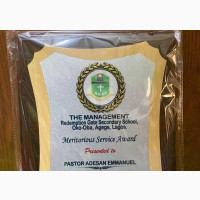 THE MANAGEMENT
Redemption Gate Secondary School,
Oko-Oba, Agege, Lagos.
Meritorious Service Award
Presented to
PASTOR ADESAN EMMANUEL